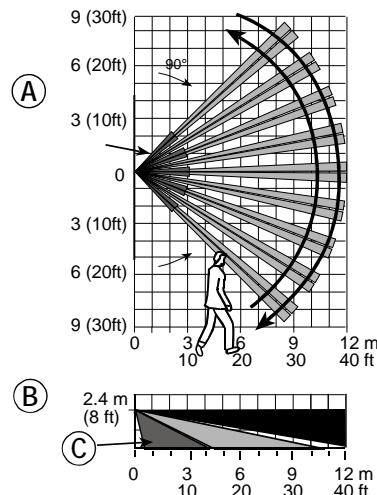 9 (30ft)
6 (20ft)
90°
A
3 (10ft)
0
3 (10ft)
6 (20ft)
9 (30ft)
0 3 6 9 12 m
10 20 30 40 ft
B
2.4 m
(8 ft)
C
0 3 6 9 12 m
10 20 30 40 ft